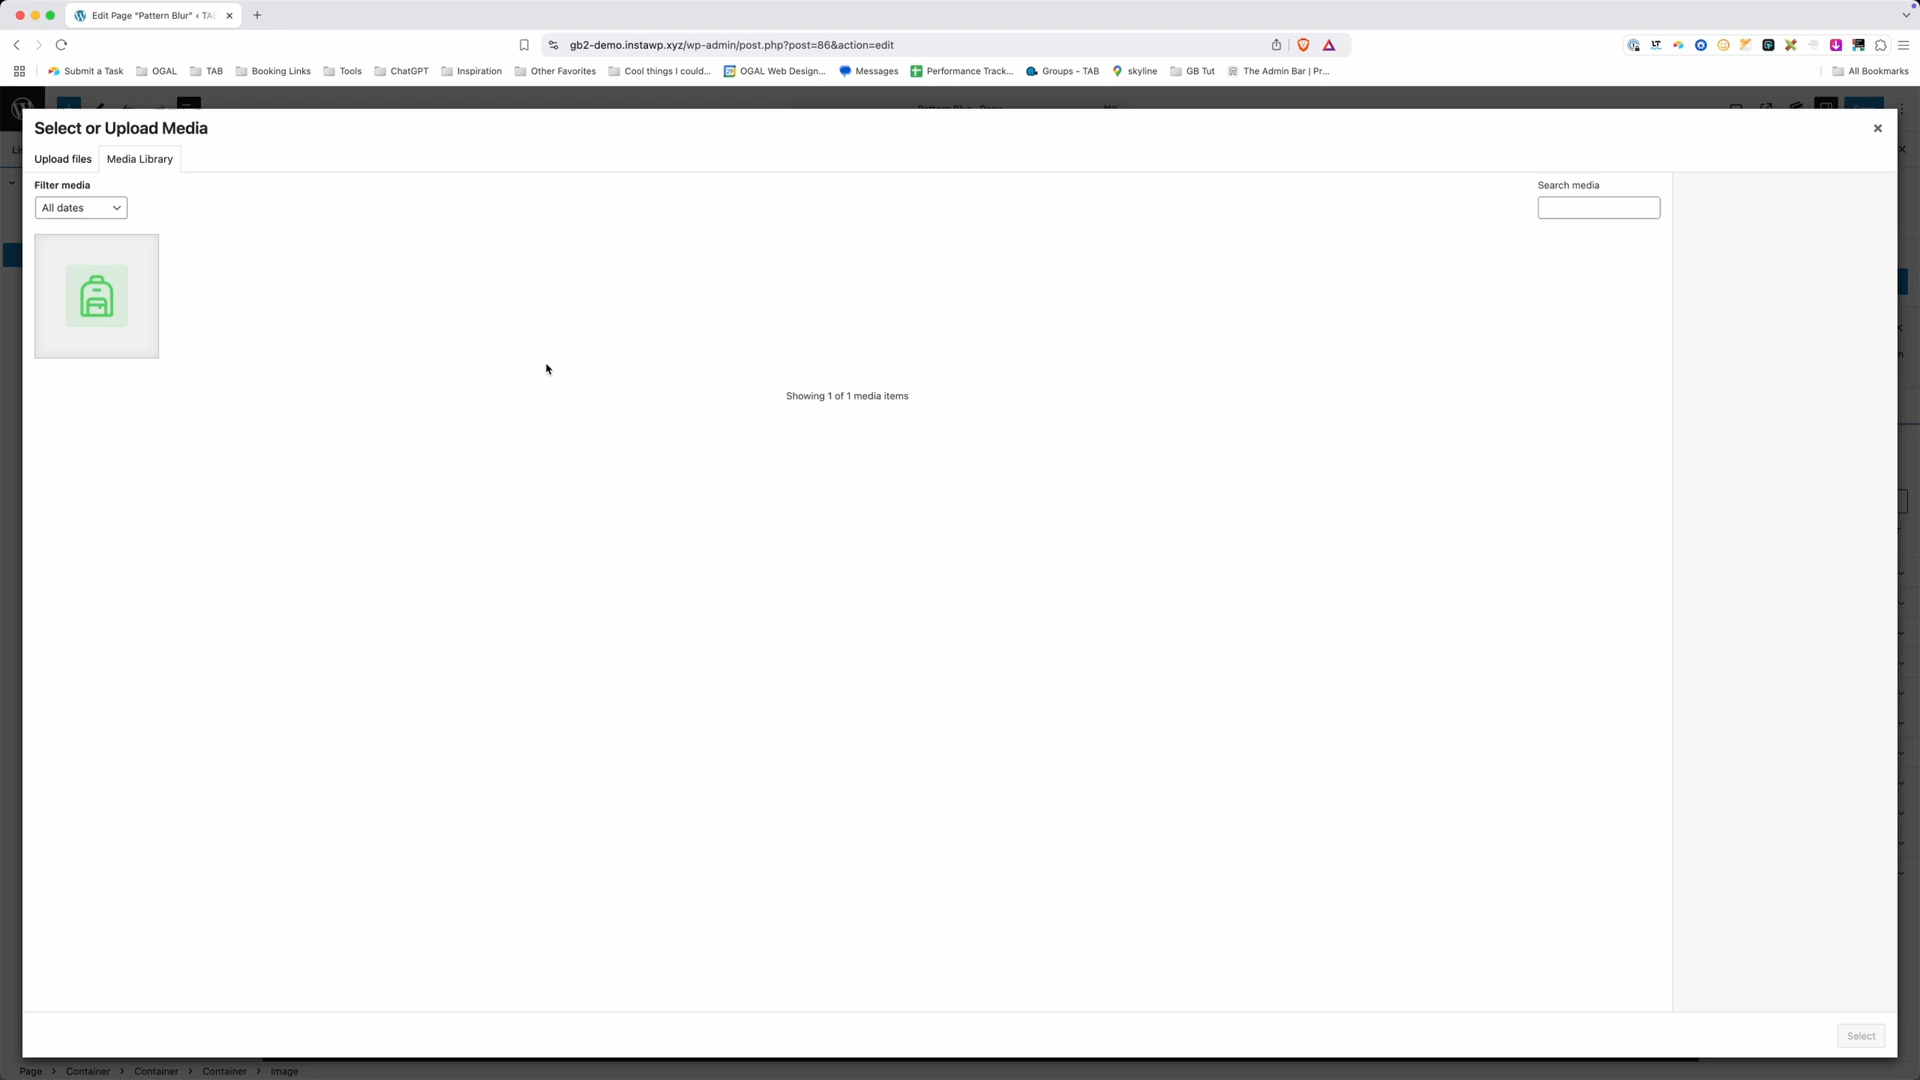 Edit Page “Pattern Blur” ‹ TA
gb2-demo.instawp.xyz/wp-admin/post.php?post=86&action=edit
Submit a Task OGAL TAB Booking Links Tools ChatGPT Inspiration Other Favorites Cool things I could... OGAL Web Design... Messages Performance Track... Groups - TAB skyline GB Tut The Admin Bar | Pr... All Bookmarks
Select or Upload Media
Upload files Media Library
Filter media
All dates
Search media
Showing 1 of 1 media items
Select
Page Container Container Container Image